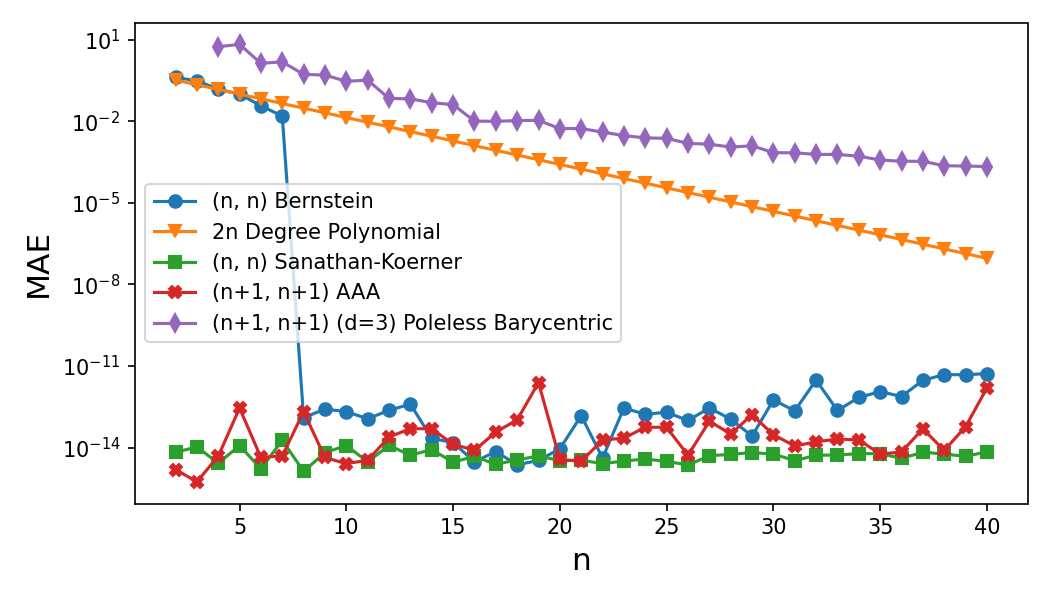 MAE
10^1
10^-2
10^-5
10^-8
10^-11
10^-14
(n, n) Bernstein
2n Degree Polynomial
(n, n) Sanathan-Koerner
(n+1, n+1) AAA
(n+1, n+1) (d=3) Poleless Barycentric
5 10 15 20 25 30 35 40
n